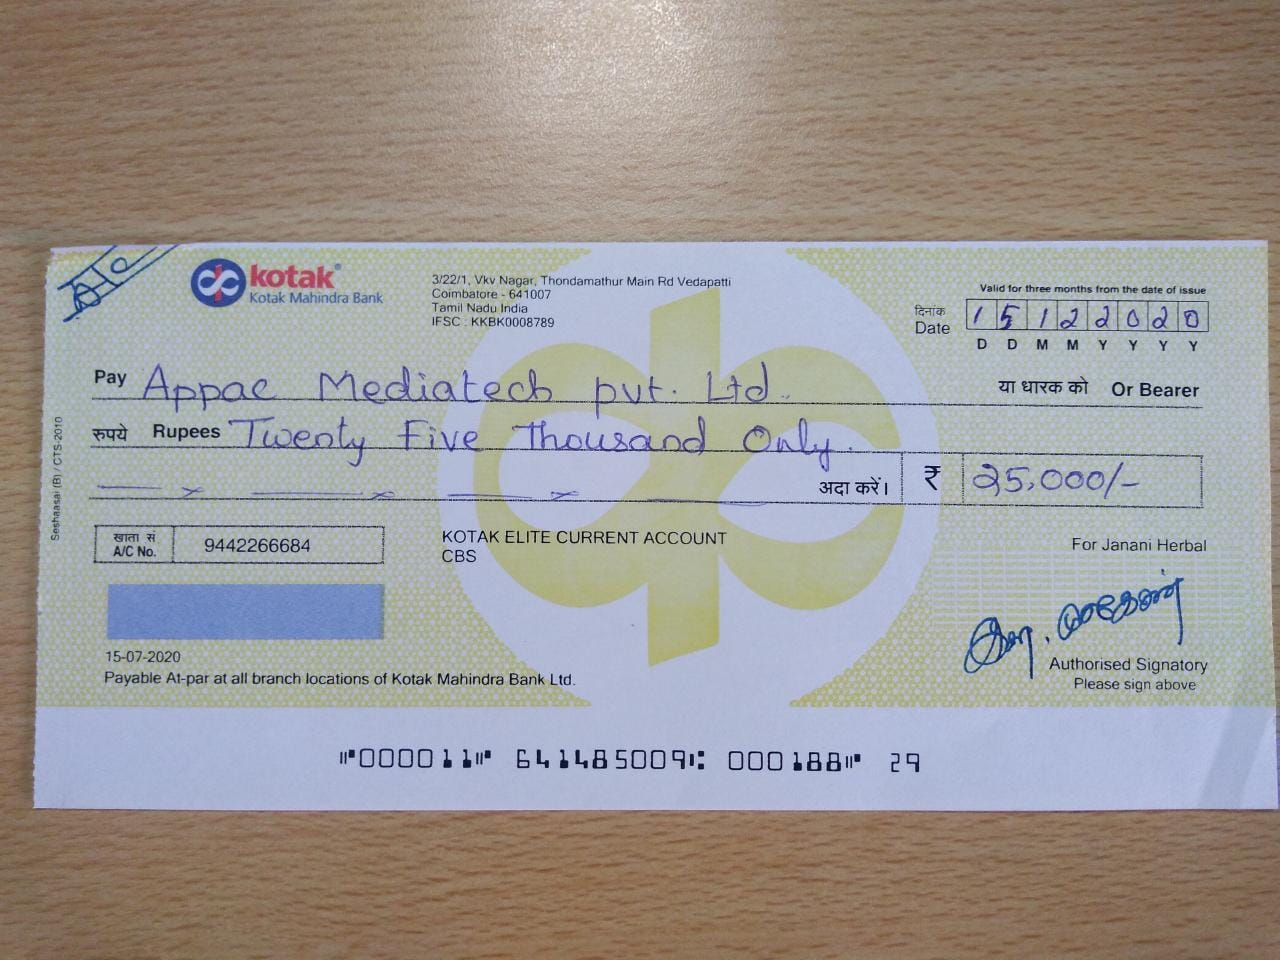 A/c
kotak®
Kotak Mahindra Bank
3/22/1, Vkv Nagar, Thondamathur Main Rd Vedapatti
Coimbatore - 641007
Tamil Nadu India
IFSC : KKBK0008789
Valid for three months from the date of issue
दिनांक
Date 15122020
D D M M Y Y Y Y
Pay Appac Mediatech pvt. Ltd. या धारक को Or Bearer
रुपये Rupees Twenty Five Thousand Only.
अदा करें। ₹ 25,000/-
खाता सं
A/C No. 9442266684
KOTAK ELITE CURRENT ACCOUNT
CBS
For Janani Herbal
15-07-2020
Payable At-par at all branch locations of Kotak Mahindra Bank Ltd.
Authorised Signatory
Please sign above
Seshaasai (B) / CTS-2010
⑈000011⑈ 641485009⑆ 000188⑈ 29